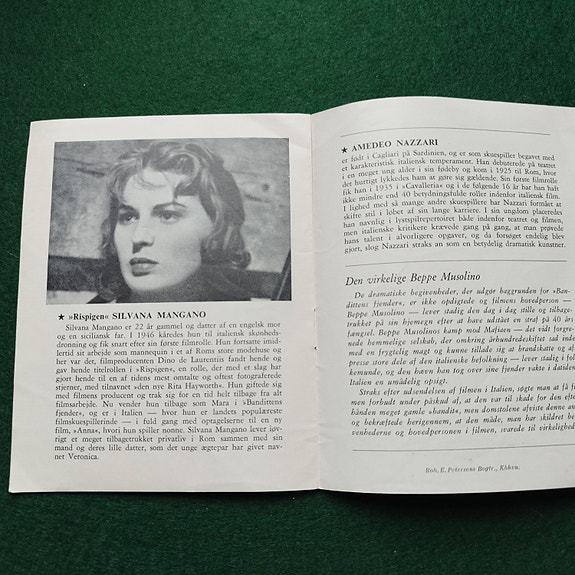 ★ »Rispigen« SILVANA MANGANO
Silvana Mangano er 22 år gammel og datter af en engelsk mor
og en siciliansk far. I 1946 kåredes hun til italiensk skønheds-
dronning og fik snart efter sin første filmrolle. Hun fortsatte imid-
lertid sit arbejde som mannequin i et af Roms store modehuse
og her var det, filmproducenten Dino de Laurentiis fandt hende og
gav hende titelrollen i »Rispigen«, en rolle, der med et slag har
gjort hende til en af tidens mest omtalte og oftest fotograferede
stjerner, med tilnavnet »den nye Rita Hayworth«. Hun giftede sig
med filmens producent og trak sig for en tid helt tilbage fra alt
filmsarbejde. Nu vender hun tilbage som Mara i »Bandittens
fjender«, og er i Italien — hvor hun er landets populæreste
filmskuespillerinde — i fuld gang med optagelserne til en ny
film, »Anna«, hvori hun spiller nonne. Silvana Mangano lever iøv-
rigt et meget tilbagetrukket privatliv i Rom sammen med sin
mand og deres lille datter, som det unge ægtepar har givet nav-
net Veronica.
★ AMEDEO NAZZARI
er født i Cagliari på Sardinien, og er som skuespiller begavet med
et karakteristisk italiensk temperament. Han debuterede på teatret
i en meget ung alder i sin fødeby og kom i 1925 til Rom, hvor
det hurtigt lykkedes ham at gøre sig gældende. Sin første filmrolle
fik han i 1935 i »Cavalleria« og i de følgende 16 år har han haft
ikke mindre end 40 betydningsfulde roller indenfor italiensk film.
I lighed med så mange andre skuespillere har Nazzari formået at
skifte stil i løbet af sin lange karriere. I sin ungdom placeredes
han navnlig i lystspilrepertoiret både indenfor teatret og filmen,
men italienske kritikere krævede gang på gang, at man prøvede
hans talent i alvorligere opgaver, og da forsøget endelig blev
gjort, slog Nazzari straks an som en betydelig dramatisk kunstner.
Den virkelige Beppe Musolino
De dramatiske begivenheder, der udgør baggrunden for »Ban-
dittens fjender«, er ikke opdigtede og filmens hovedperson —
Beppe Musolino — lever stadig den dag i dag stille og tilbage-
trukket på sin hjemegn efter at have udstået en straf på 40 års
fængsel. Beppe Musolinos kamp mod Mafiaen — det vidt forgre-
nede hemmelige selskab, der omkring århundredeskiftet sad inde
med en frygtelig magt og kunne tillade sig at brandskatte og af-
presse store dele af den italienske befolkning — lever stadig i fol-
kemunde, og den hævn han tog over sine fjender vakte i datidens
Italien en umådelig opsigt.
Straks efter udsendelsen af filmen i Italien, søgte man at få
men forbudt under påskud af, at den var til skade for den
hånden meget gamle »bandit«, men domstolene afviste denne
og bekræftede herigennem, at den måde, man har skildret
venhederne og hovedpersonen i filmen, svarede til
Rob. E. Petersens Bogtr., Kbhvn.